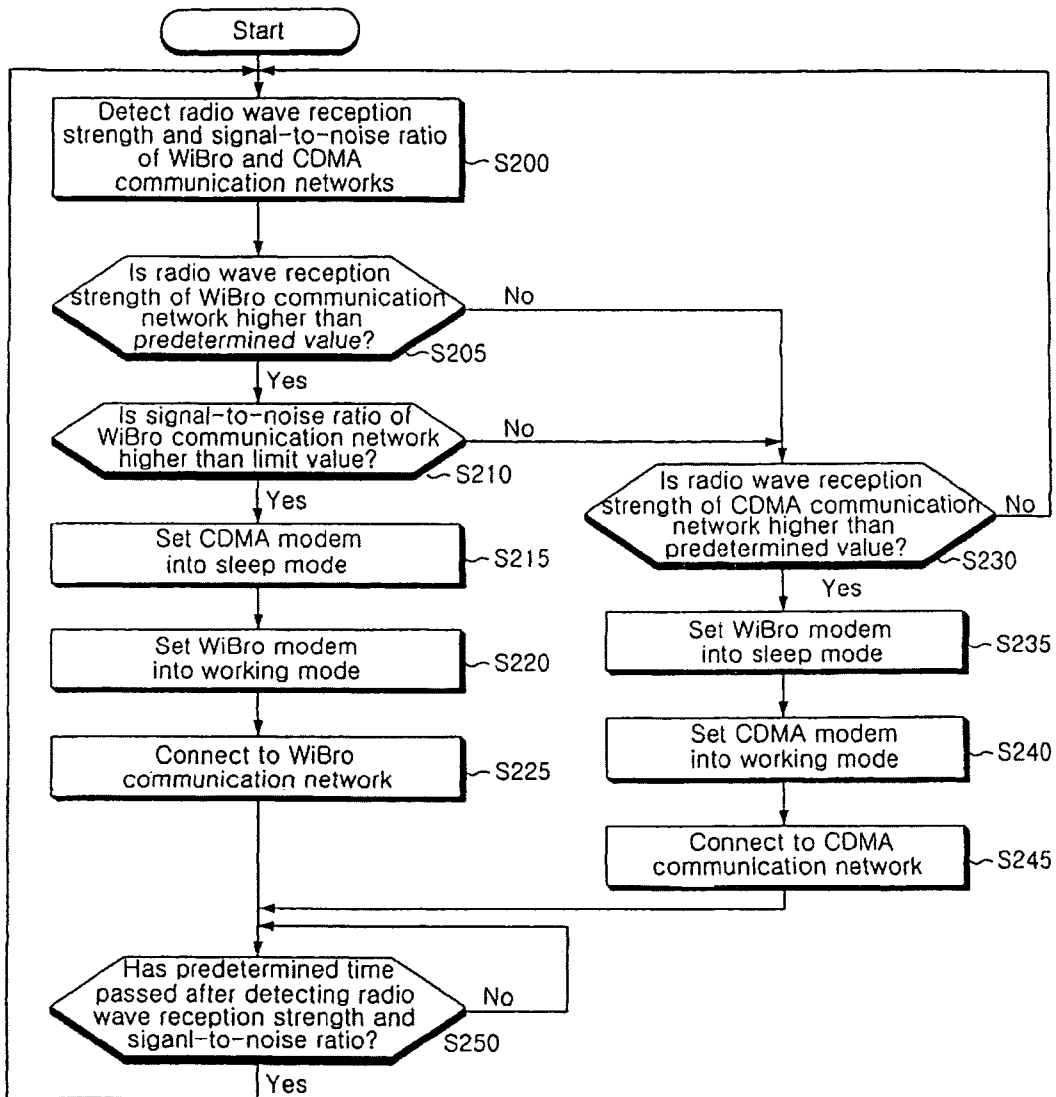 Start
Detect radio wave reception
strength and signal-to-noise ratio
of WiBro and CDMA
communication networks
S200
Is radio wave reception
strength of WiBro communication
network higher than
predetermined value?
No
S205
Yes
Is signal-to-noise ratio of
WiBro communication network
higher than limit value?
No
S210
Yes
Set CDMA modem
into sleep mode
S215
Set WiBro modem
into working mode
S220
Connect to WiBro
communication network
S225
Is radio wave reception
strength of CDMA communication
network higher than
predetermined value?
No
S230
Yes
Set WiBro modem
into sleep mode
S235
Set CDMA modem
into working mode
S240
Connect to CDMA
communication network
S245
Has predetermined time
passed after detecting radio
wave reception strength and
siganl-to-noise ratio?
No
S250
Yes